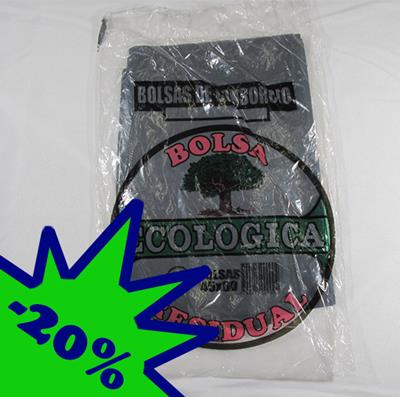 BOLSAS DE CONSORCIO
BOLSA
ECOLOGICA
BOLSAS
45x60
RESIDUAL
-20%